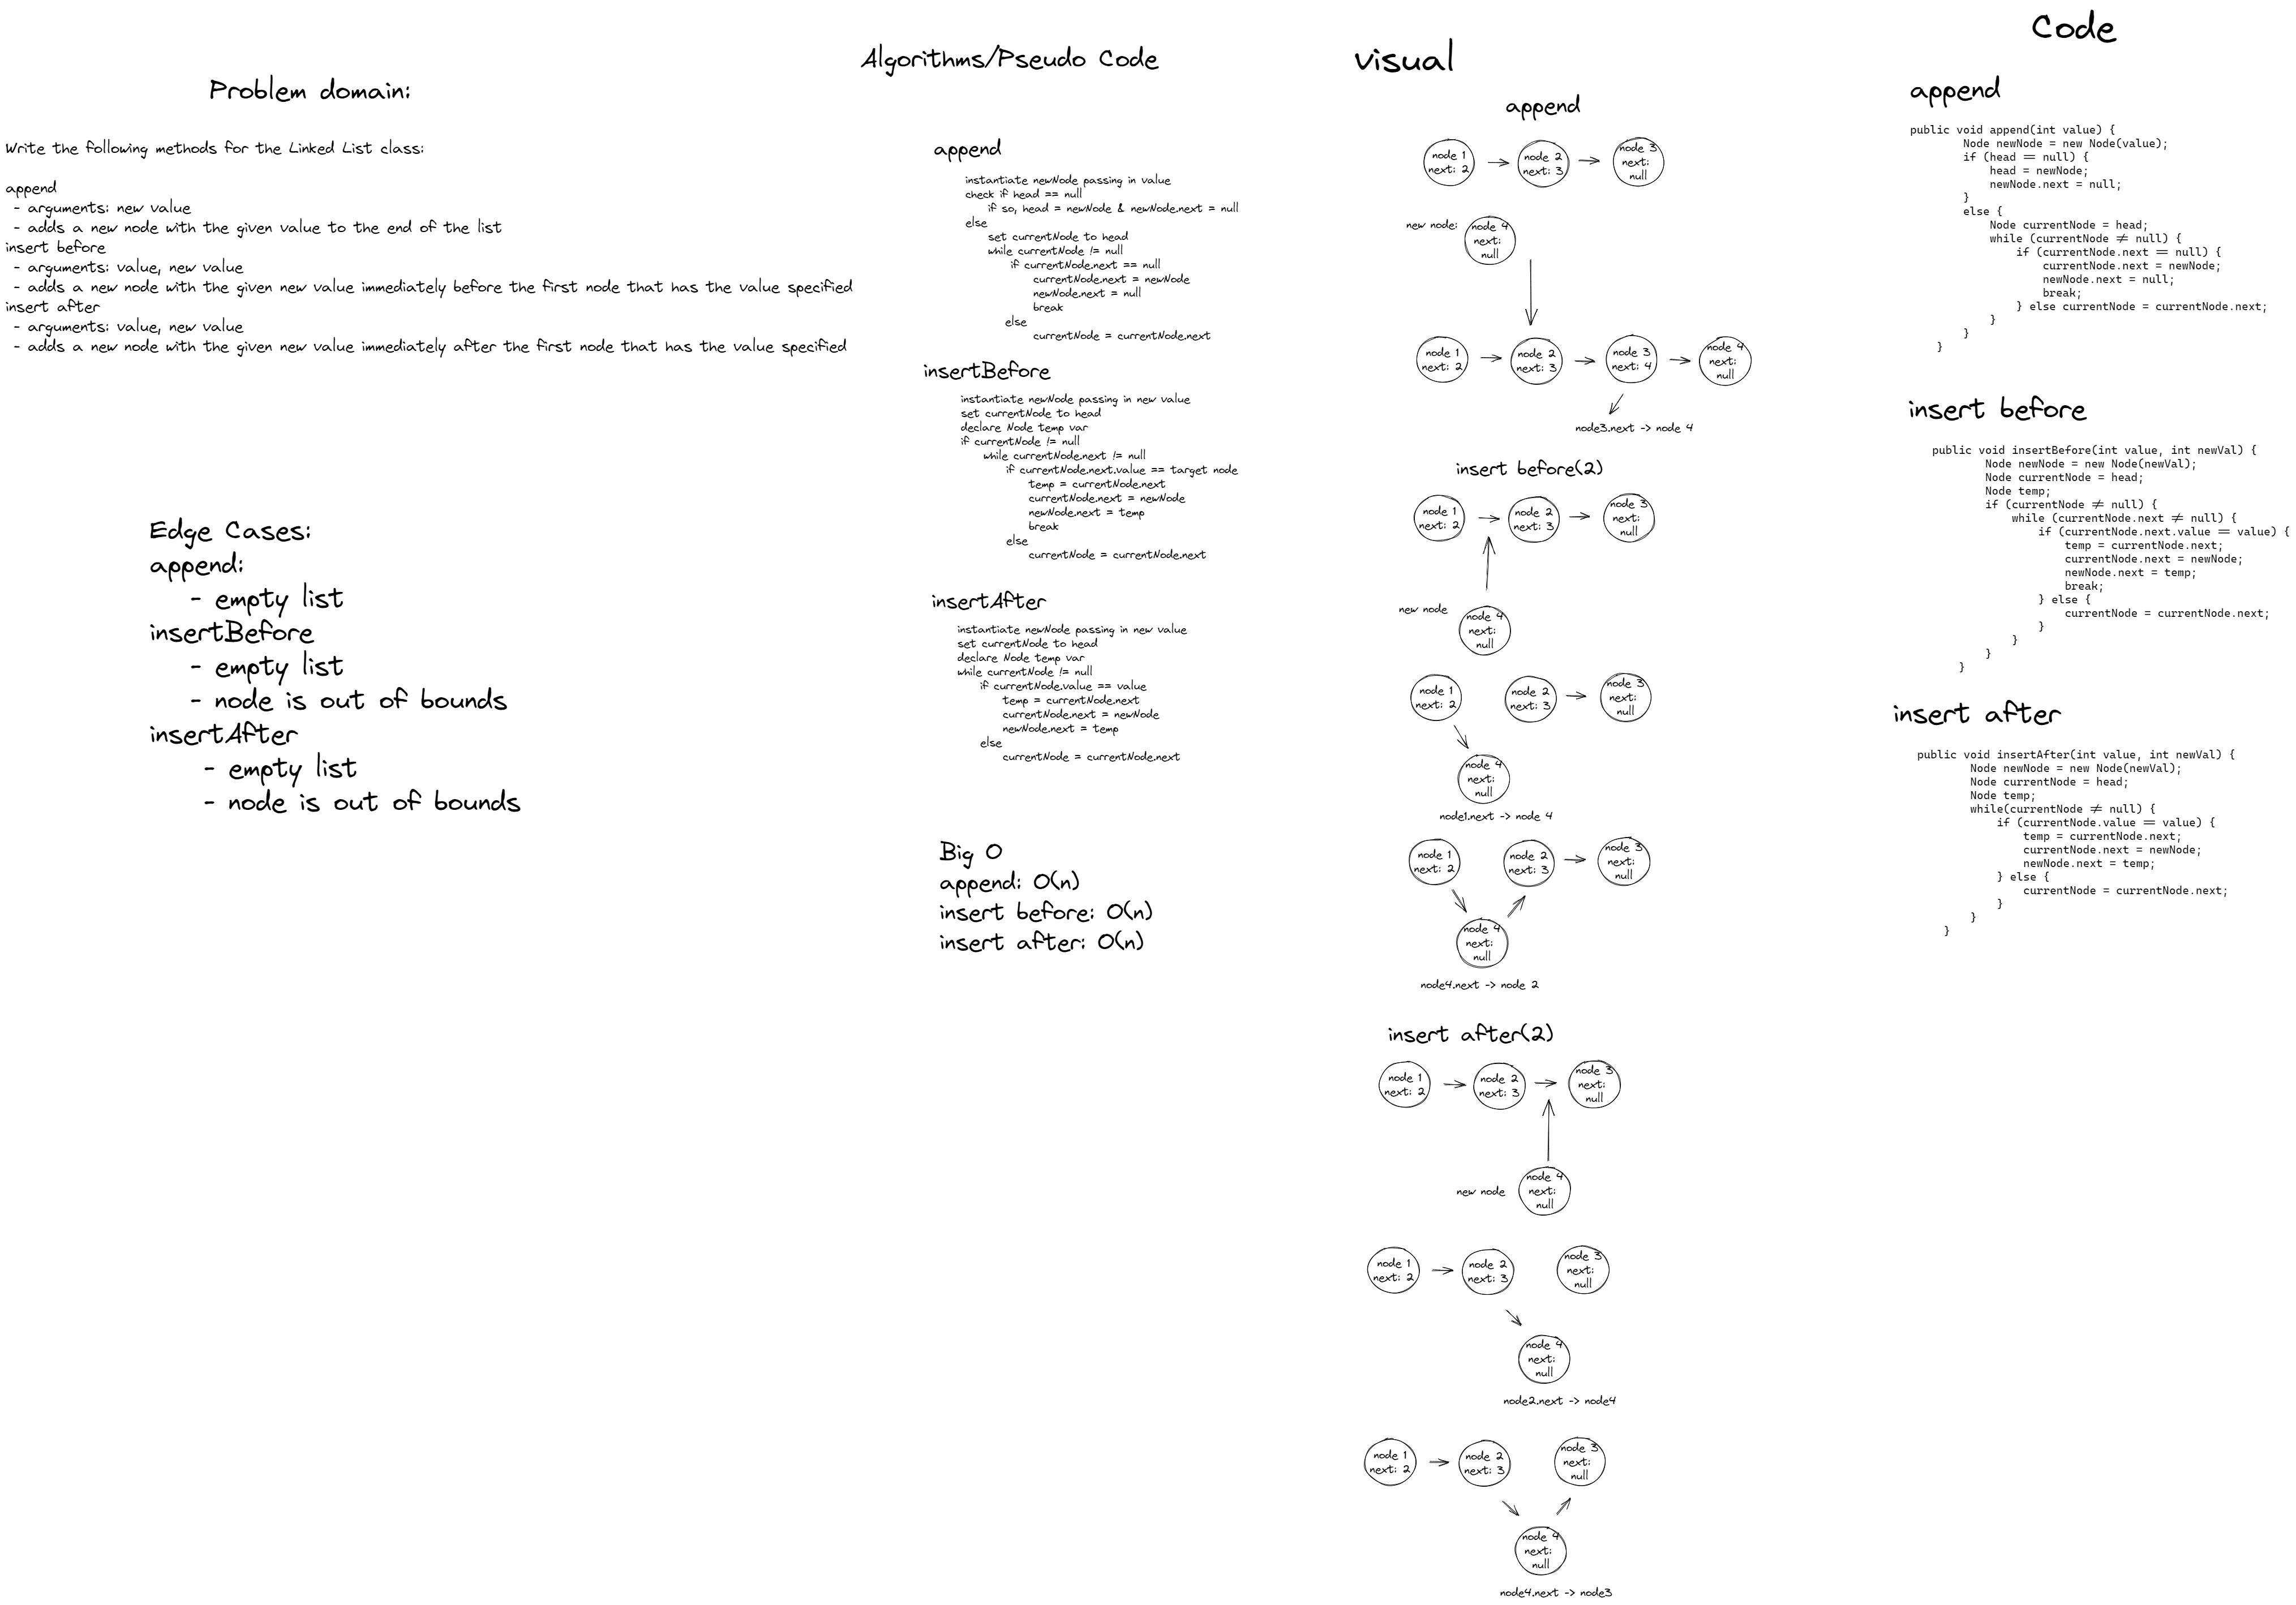 Problem domain:
Write the following methods for the Linked List class:
append
- arguments: new value
- adds a new node with the given value to the end of the list
insert before
- arguments: value, new value
- adds a new node with the given new value immediately before the first node that has the value specified
insert after
- arguments: value, new value
- adds a new node with the given new value immediately after the first node that has the value specified
Edge Cases:
append:
- empty list
insertBefore
- empty list
- node is out of bounds
insertAfter
- empty list
- node is out of bounds
Algorithms/Pseudo Code
append
instantiate newNode passing in value
check if head == null
if so, head = newNode & newNode.next = null
else
set currentNode to head
while currentNode != null
if currentNode.next == null
currentNode.next = newNode
newNode.next = null
break
else
currentNode = currentNode.next
insertBefore
instantiate newNode passing in new value
set currentNode to head
declare Node temp var
if currentNode != null
while currentNode.next != null
if currentNode.next.value == target node
temp = currentNode.next
currentNode.next = newNode
newNode.next = temp
break
else
currentNode = currentNode.next
insertAfter
instantiate newNode passing in new value
set currentNode to head
declare Node temp var
while currentNode != null
if currentNode.value == value
temp = currentNode.next
currentNode.next = newNode
newNode.next = temp
else
currentNode = currentNode.next
Big O
append: O(n)
insert before: O(n)
insert after: O(n)
visual
append
node 1
next: 2
node 2
next: 3
node 3
next:
null
new node:
node 4
next:
null
node 1
next: 2
node 2
next: 3
node 3
next: 4
node 4
next:
null
node3.next -> node 4
insert before(2)
node 1
next: 2
node 2
next: 3
node 3
next:
null
new node
node 4
next:
null
node 1
next: 2
node 2
next: 3
node 3
next:
null
node 4
next:
null
node1.next -> node 4
node 1
next: 2
node 2
next: 3
node 3
next:
null
node 4
next:
null
node4.next -> node 2
insert after(2)
node 1
next: 2
node 2
next: 3
node 3
next:
null
new node
node 4
next:
null
node 1
next: 2
node 2
next: 3
node 3
next:
null
node 4
next:
null
node2.next -> node4
node 1
next: 2
node 2
next: 3
node 3
next:
null
node 4
next:
null
node4.next -> node3
Code
append
public void append(int value) {
Node newNode = new Node(value);
if (head == null) {
head = newNode;
newNode.next = null;
}
else {
Node currentNode = head;
while (currentNode ≠ null) {
if (currentNode.next == null) {
currentNode.next = newNode;
newNode.next = null;
break;
} else currentNode = currentNode.next;
}
}
}
insert before
public void insertBefore(int value, int newVal) {
Node newNode = new Node(newVal);
Node currentNode = head;
Node temp;
if (currentNode ≠ null) {
while (currentNode.next ≠ null) {
if (currentNode.next.value == value) {
temp = currentNode.next;
currentNode.next = newNode;
newNode.next = temp;
break;
} else {
currentNode = currentNode.next;
}
}
}
}
insert after
public void insertAfter(int value, int newVal) {
Node newNode = new Node(newVal);
Node currentNode = head;
Node temp;
while(currentNode ≠ null) {
if (currentNode.value == value) {
temp = currentNode.next;
currentNode.next = newNode;
newNode.next = temp;
} else {
currentNode = currentNode.next;
}
}
}